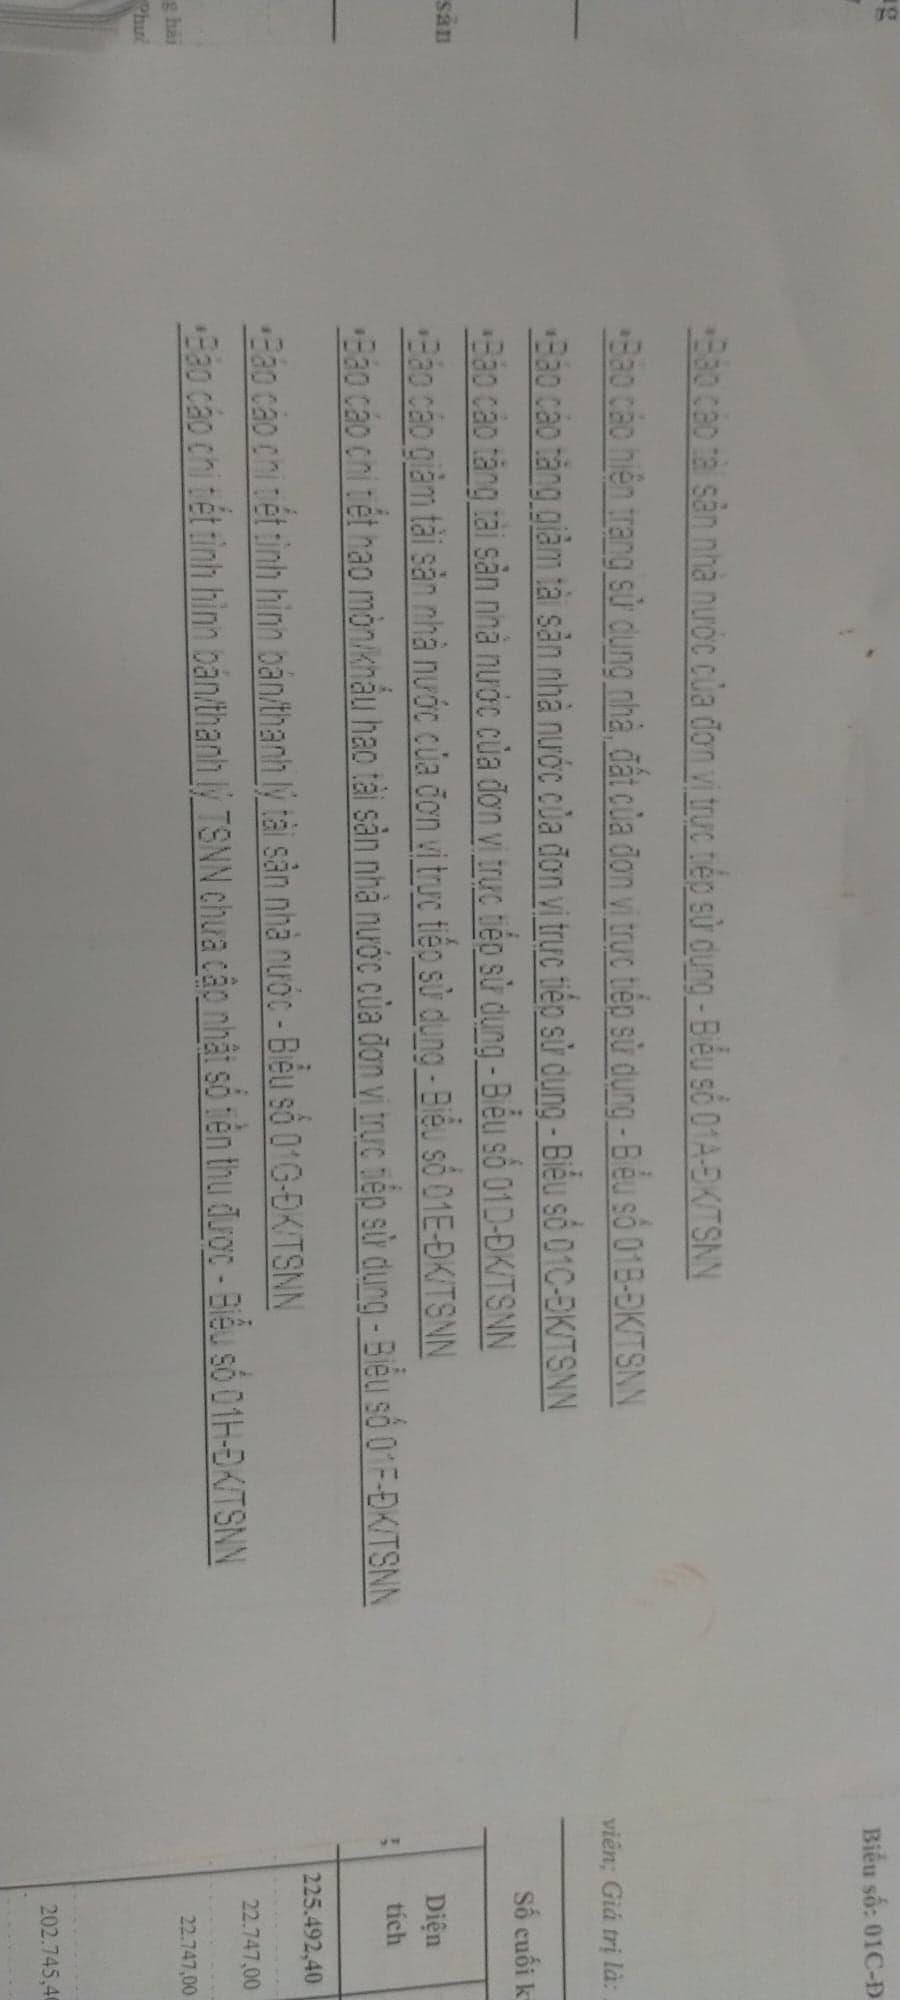 Biểu số: 01C-Đ
viên; Giá trị là:
•Báo cáo tài sản nhà nước của đơn vị trực tiếp sử dụng - Biểu số 01A-ĐK/TSNN
•Báo cáo hiện trạng sử dụng nhà, đất của đơn vị trực tiếp sử dụng - Biểu số 01B-ĐK/TSNN
•Báo cáo tăng giảm tài sản nhà nước của đơn vị trực tiếp sử dụng - Biểu số 01C-ĐK/TSNN
•Báo cáo tăng tài sản nhà nước của đơn vị trực tiếp sử dụng - Biểu số 01D-ĐK/TSNN
•Báo cáo giảm tài sản nhà nước của đơn vị trực tiếp sử dụng - Biểu số 01E-ĐK/TSNN
•Báo cáo chi tiết hao mòn/khấu hao tài sản nhà nước của đơn vị trực tiếp sử dụng - Biểu số 01F-ĐK/TSNN
•Báo cáo chi tiết tình hình bán/thanh lý tài sản nhà nước - Biểu số 01G-ĐK/TSNN
•Báo cáo chi tiết tình hình bán/thanh lý TSNN chưa cập nhật số tiền thu được - Biểu số 01H-ĐK/TSNN
sản
Số cuối k
Diện
tích
225.492,40
22.747,00
22.747,00
g hải
202.745,4